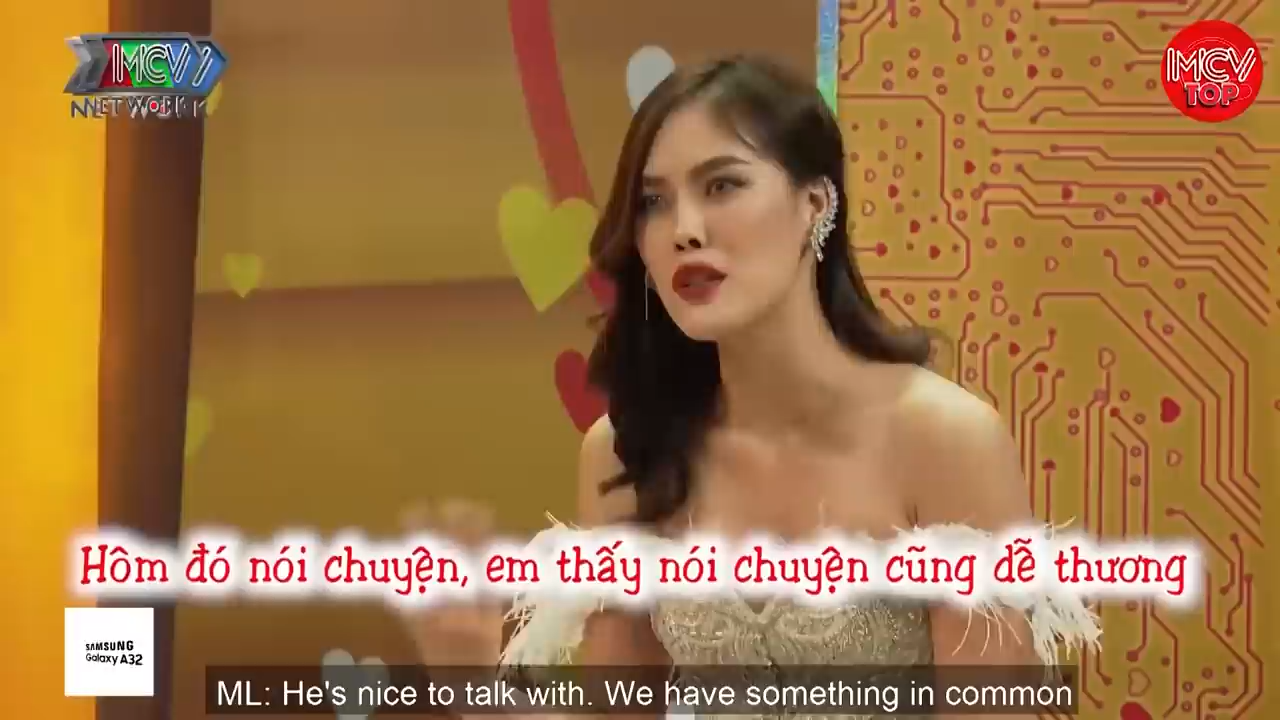 MCV
NETWORK
MCV
TOP
Hôm đó nói chuyện, em thấy nói chuyện cũng dễ thương
SAMSUNG
Galaxy A32
ML: He's nice to talk with. We have something in common